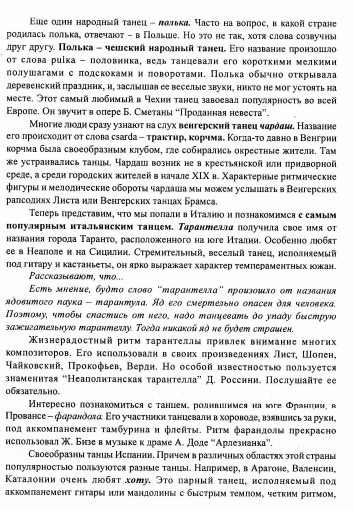 Еще один народный танец – полька. Часто на вопрос, в какой стране
родилась полька, отвечают – в Польше. Но это не так, хотя слова созвучны
друг другу. Полька – чешский народный танец. Его название произошло
от слова pulka – половинка, ведь танцевали его короткими мелкими
полушагами с подскоками и поворотами. Полька обычно открывала
деревенский праздник, и, заслышав ее веселые звуки, никто не мог устоять на
месте. Этот самый любимый в Чехии танец завоевал популярность во всей
Европе. Он звучит в опере Б. Сметаны “Проданная невеста”.
Многие люди сразу узнают на слух венгерский танец чардаш. Название
его происходит от слова csarda – трактир, корчма. Когда-то давно в Венгрии
корчма была своеобразным клубом, где собирались окрестные жители. Там
же устраивались танцы. Чардаш возник не в крестьянской или придворной
среде, а среди городских жителей в начале XIX в. Характерные ритмические
фигуры и мелодические обороты чардаша мы можем услышать в Венгерских
рапсодиях Листа или Венгерских танцах Брамса.
Теперь представим, что мы попали в Италию и познакомимся с самым
популярным итальянским танцем. Тарантелла получила свое имя от
названия города Таранто, расположенного на юге Италии. Особенно любят
ее в Неаполе и на Сицилии. Стремительный, веселый танец, исполняемый
под гитару и кастаньеты, он ярко выражает характер темпераментных южан.
Рассказывают, что...
Есть мнение, будто слово “тарантелла” произошло от названия
ядовитого паука – тарантула. Яд его смертельно опасен для человека.
Поэтому, чтобы спастись от него, надо танцевать до упаду быструю
зажигательную тарантеллу. Тогда никакой яд не будет страшен.
Жизнерадостный ритм тарантеллы привлек внимание многих
композиторов. Его использовали в своих произведениях Лист, Шопен,
Чайковский, Прокофьев, Верди. Но особой известностью пользуется
знаменитая “Неаполитанская тарантелла” Д. Россини. Послушайте ее
обязательно.
Интересно познакомиться с танцем, родившимся на юге Франции, в
Провансе – фарандола. Его участники танцевали в хороводе, взявшись за руки,
под аккомпанемент тамбурина и флейты. Ритм фарандолы прекрасно
использовал Ж. Бизе в музыке к драме А. Доде “Арлезианка”.
Своеобразны танцы Испании. Причем в различных областях этой страны
популярностью пользуются разные танцы. Например, в Арагоне, Валенсии,
Каталонии очень любят хоту. Это парный танец, исполняемый под
аккомпанемент гитары или мандолины с быстрым темпом, четким ритмом,